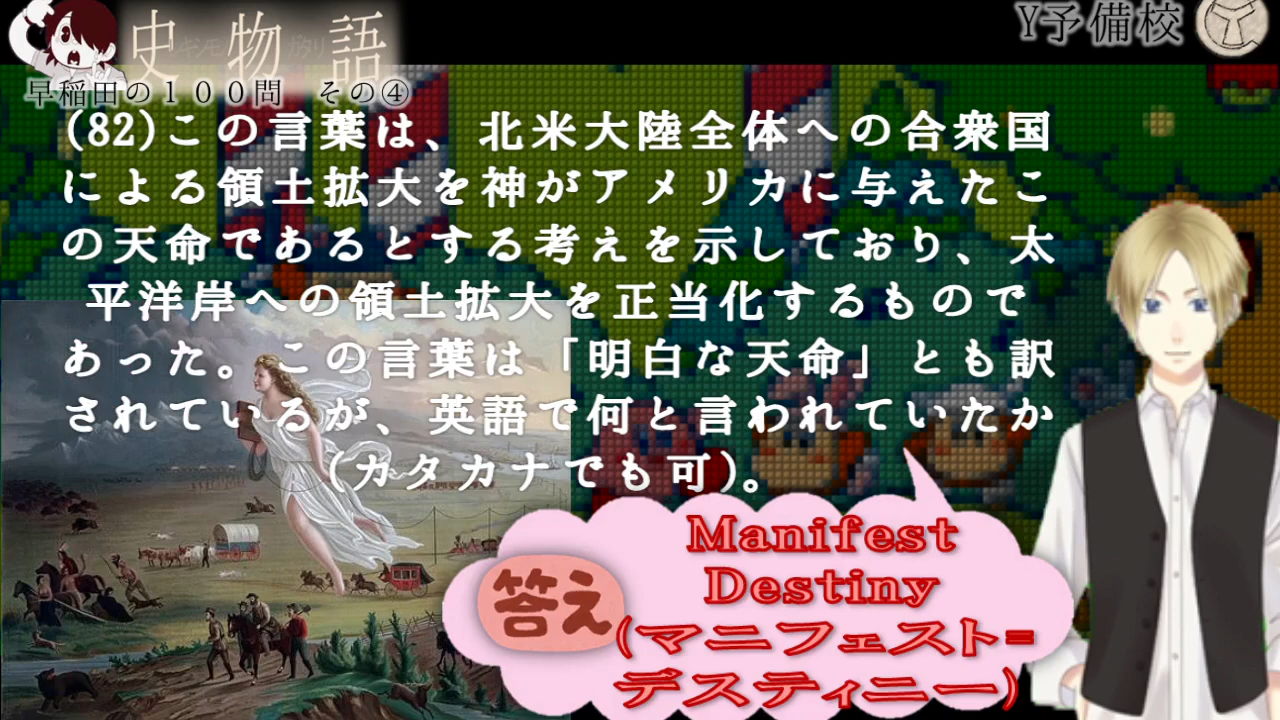 史物語
Y予備校
早稲田の１００問　その④
(82)この言葉は、北米大陸全体への合衆国
による領土拡大を神がアメリカに与えたこ
の天命であるとする考えを示しており、太
平洋岸への領土拡大を正当化するもので
あった。この言葉は「明白な天命」とも訳
されているが、英語で何と言われていたか
(カタカナでも可)。
答え
Manifest
Destiny
(マニフェスト=
デスティニー)